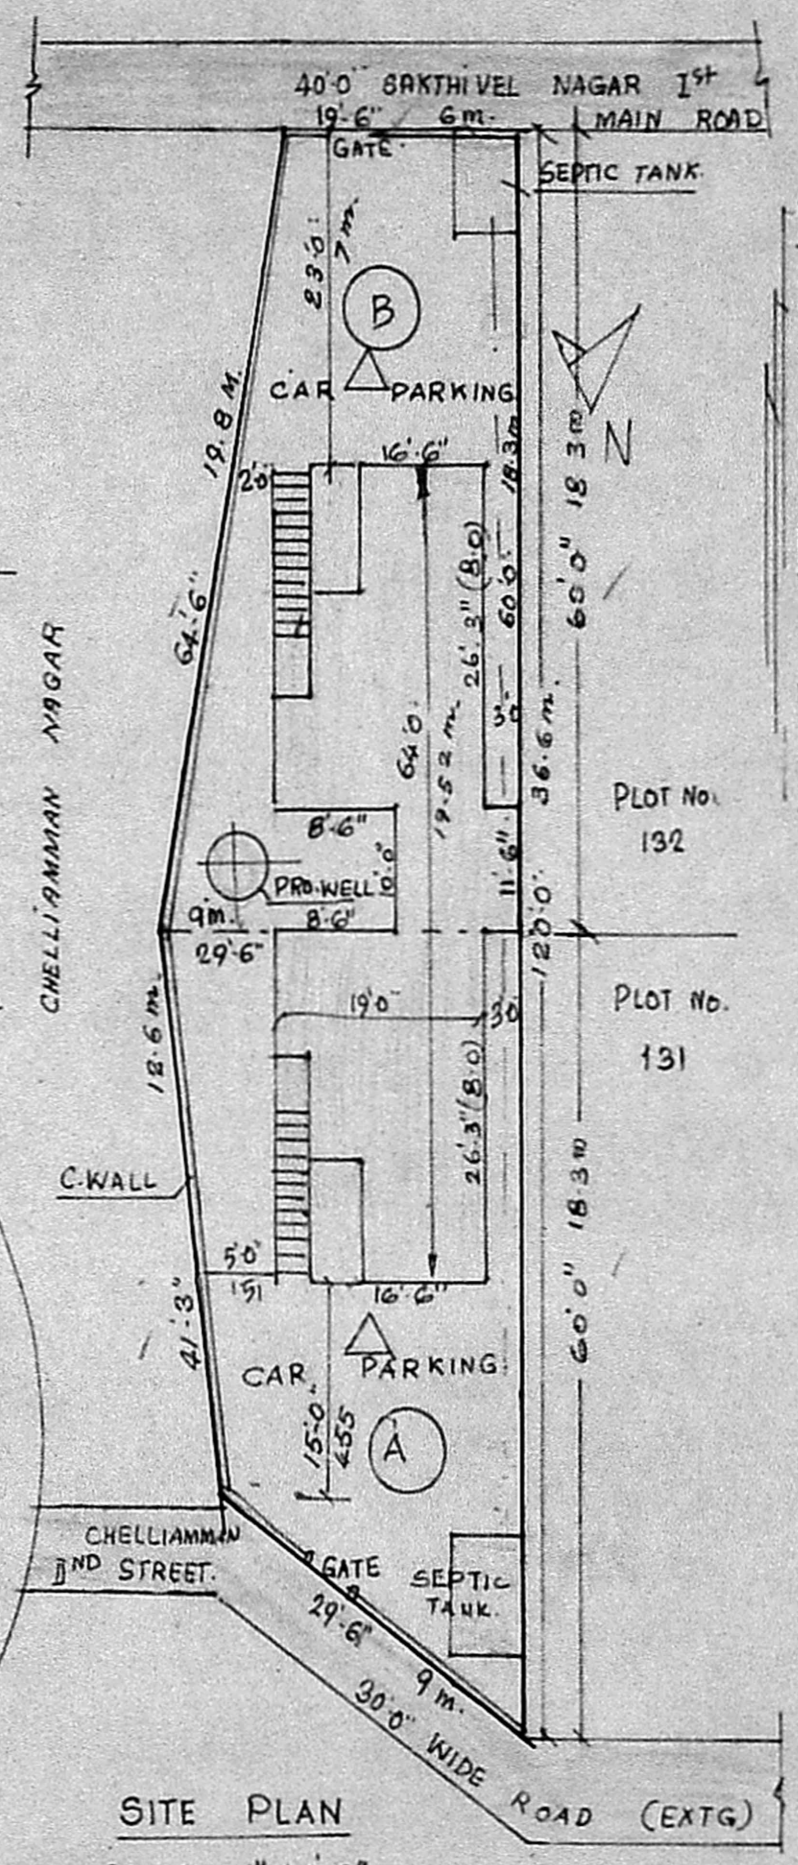 40'0" SAKTHIVEL NAGAR Ist
MAIN ROAD
19'-6" 6m.
GATE.
SEPTIC TANK.
23'0"
7m.
B
CAR PARKING
N
19.8 M.
64'-6"
2'0"
16'-6"
18.3m
60'0"
60'0" 18.3m
26'.3" (8.0)
64'0"
19.52 m.
3'0
36.6m.
120'0"
CHELLIAMMAN NAGAR
PLOT NO.
132
8'-6"
11'6"
PRO.WELL
9m.
29'-6"
8'-6"
PLOT NO.
131
19'0"
3'0
12.6 m.
26'.3" (8.0)
C.WALL
60'0" 18.3m
5'0"
151
16'-6"
41'-3"
CAR PARKING
15'-0"
455
A
CHELLIAMMAN
IIND STREET.
GATE
SEPTIC
TANK.
29'-6"
9m.
30'0" WIDE ROAD (EXTG)
SITE PLAN